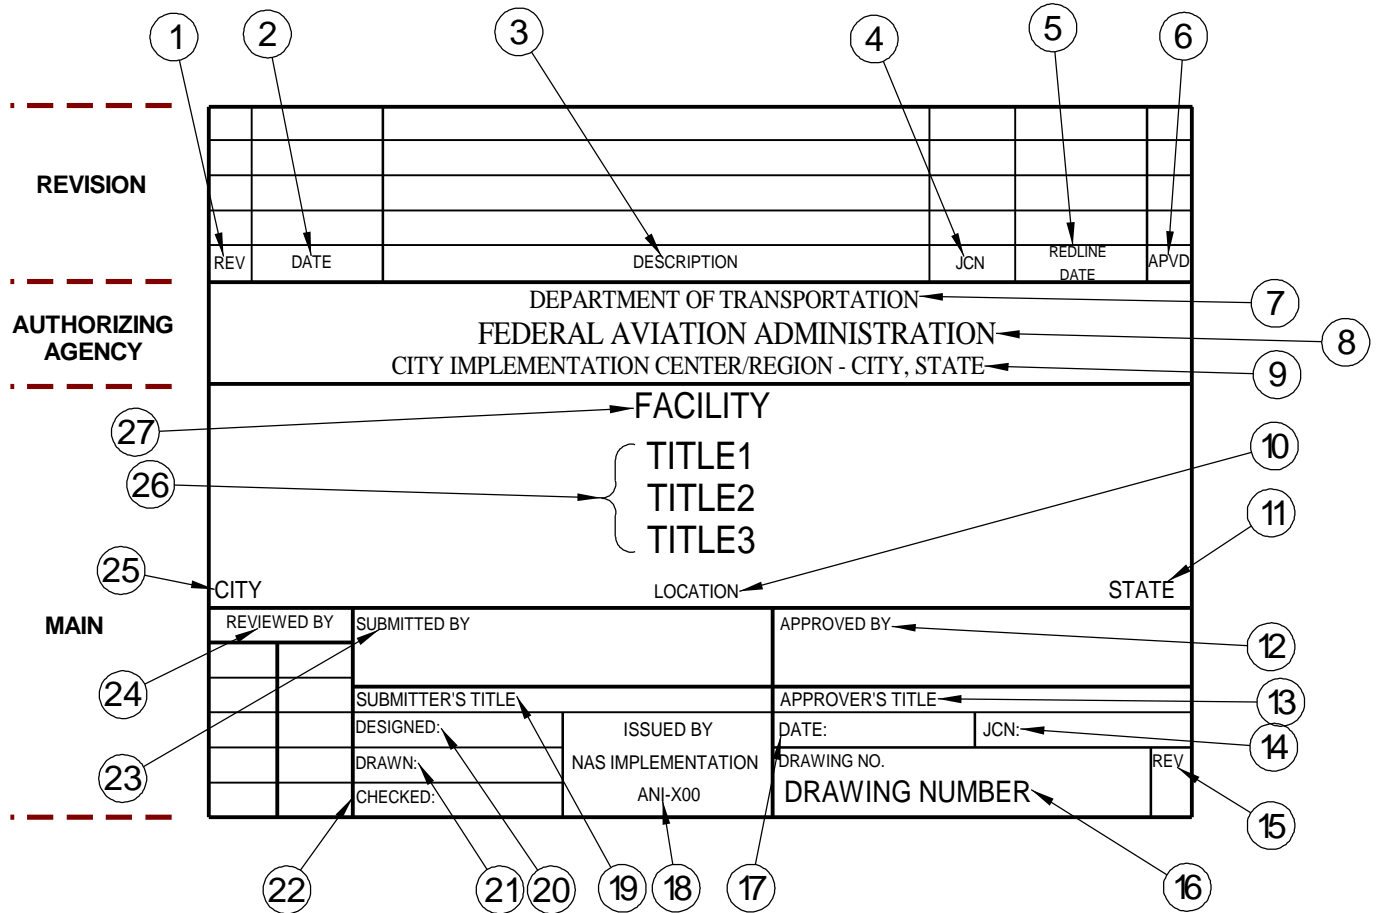 1 2 3 4 5 6
REVISION
REV DATE DESCRIPTION JCN REDLINE DATE APVD
AUTHORIZING AGENCY
DEPARTMENT OF TRANSPORTATION 7
FEDERAL AVIATION ADMINISTRATION 8
CITY IMPLEMENTATION CENTER/REGION - CITY, STATE 9
27 FACILITY
26 TITLE1 10
TITLE2
TITLE3 11
25 CITY LOCATION STATE
MAIN
REVIEWED BY SUBMITTED BY APPROVED BY 12
24 SUBMITTER'S TITLE APPROVER'S TITLE 13
DESIGNED: ISSUED BY DATE: JCN: 14
23 DRAWN: NAS IMPLEMENTATION DRAWING NO. REV
CHECKED: ANI-X00 DRAWING NUMBER 15
22 21 20 19 18 17 16